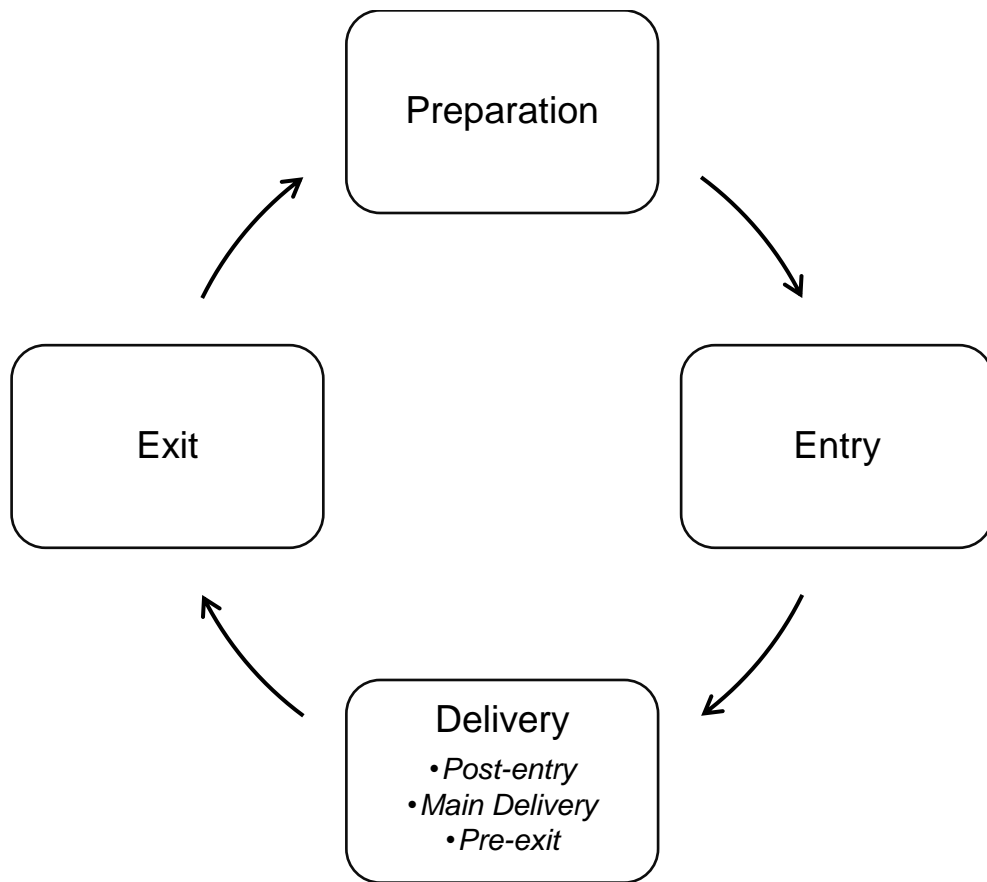 Preparation
Exit
Entry
Delivery
•Post-entry
•Main Delivery
•Pre-exit